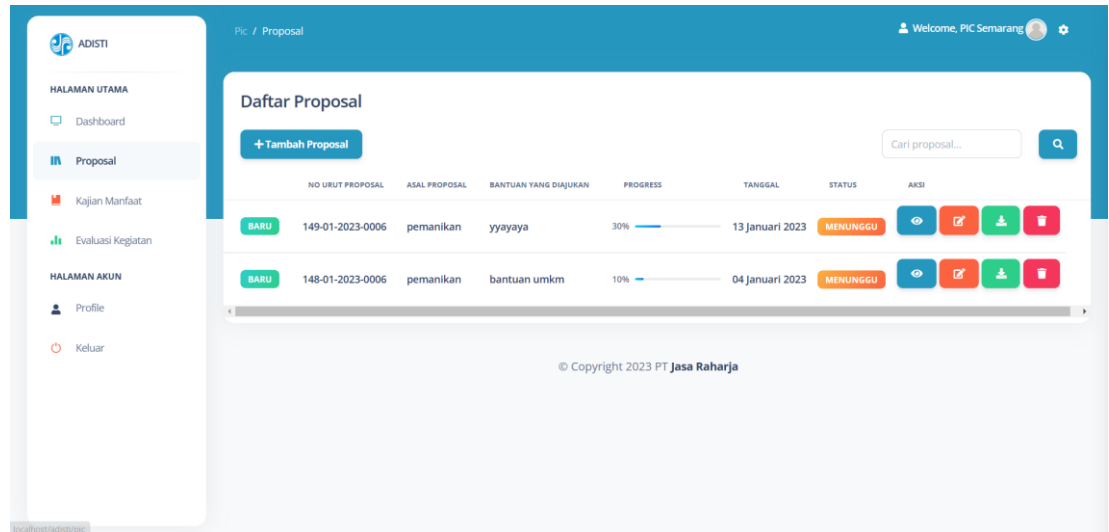 ADISTI
HALAMAN UTAMA
Dashboard
Proposal
Kajian Manfaat
Evaluasi Kegiatan
HALAMAN AKUN
Profile
Keluar
Pic / Proposal
Welcome, PIC Semarang
Daftar Proposal
+ Tambah Proposal
Cari proposal...
NO URUT PROPOSAL ASAL PROPOSAL BANTUAN YANG DIAJUKAN PROGRESS TANGGAL STATUS AKSI
BARU 149-01-2023-0006 pemanikan yyayaya 30% 13 Januari 2023 MENUNGGU
BARU 148-01-2023-0006 pemanikan bantuan umkm 10% 04 Januari 2023 MENUNGGU
© Copyright 2023 PT Jasa Raharja
localhost/adisti/pic